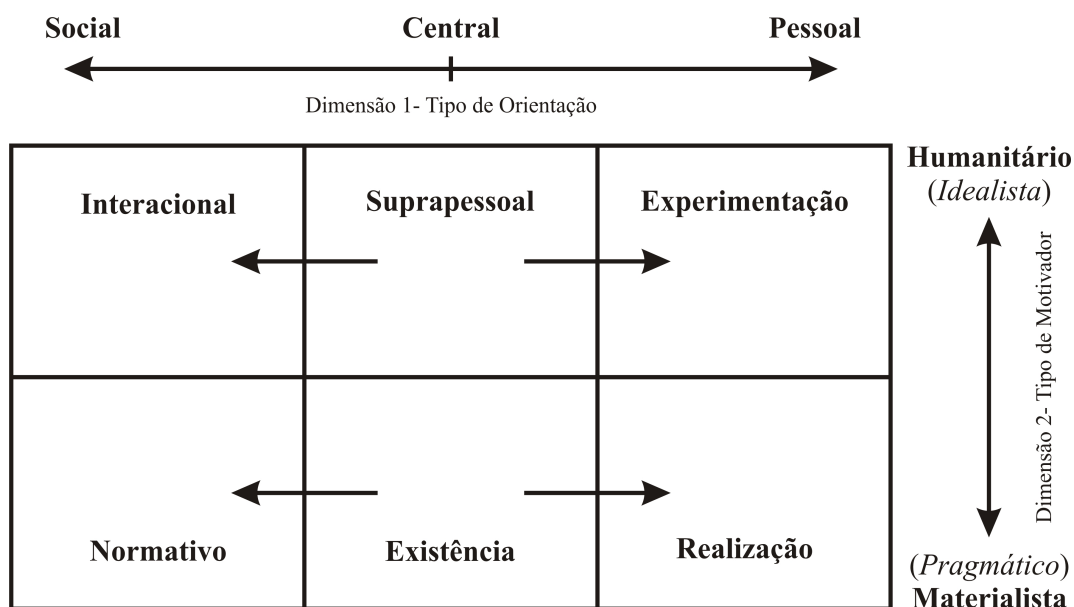 Social Central Pessoal
Dimensão 1- Tipo de Orientação
Humanitário
(Idealista)
Interacional Suprapessoal Experimentação
Dimensão 2- Tipo de Motivador
Normativo Existência Realização
(Pragmático)
Materialista